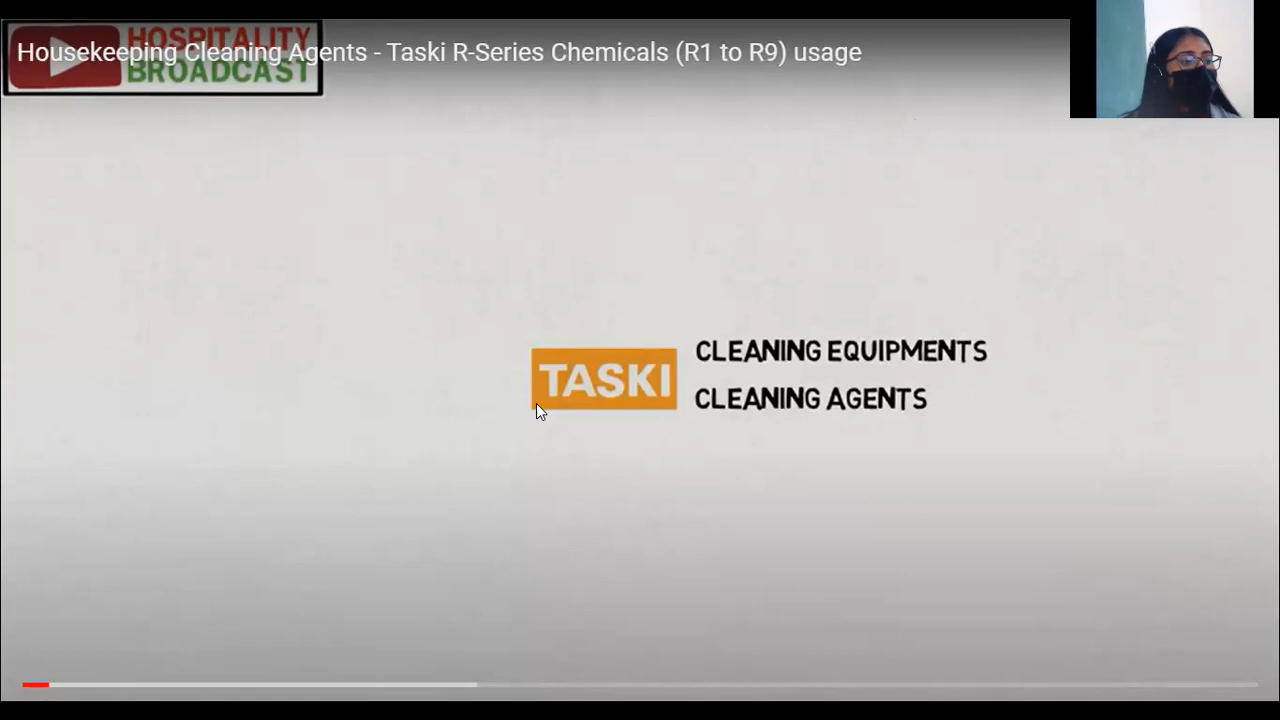 HOSPITALITY
BROADCAST
Housekeeping Cleaning Agents - Taski R-Series Chemicals (R1 to R9) usage
TASKI
CLEANING EQUIPMENTS
CLEANING AGENTS